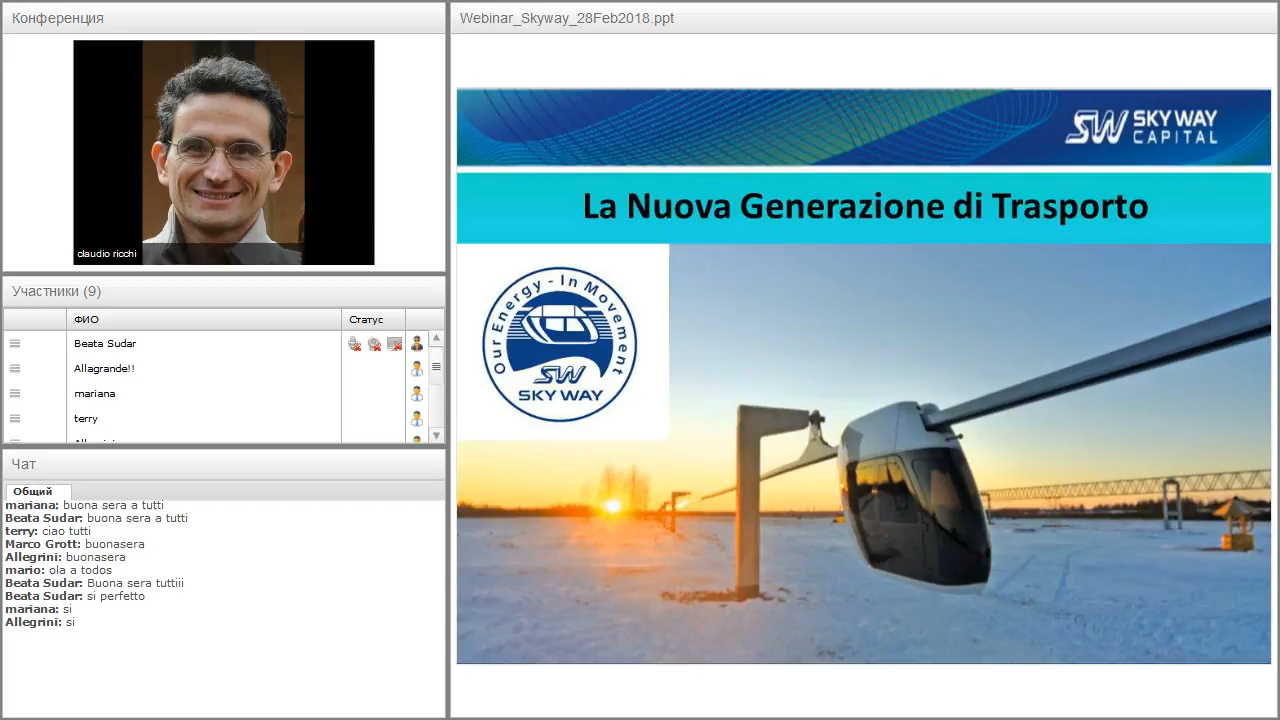 Конференция
claudio ricchi
Участники (9)
ФИО
Статус
Beata Sudar
Allagrande!!
mariana
terry
Чат
Общий
mariana: buona sera a tutti
Beata Sudar: buona sera a tutti
terry: ciao tutti
Marco Grott: buonasera
Allegrini: buonasera
mario: ola a todos
Beata Sudar: Buona sera tuttiii
Beata Sudar: si perfetto
mariana: si
Allegrini: si
Webinar_Skyway_28Feb2018.ppt
SW SKY WAY
CAPITAL
La Nuova Generazione di Trasporto
Our Energy - In Movement
SW
SKY WAY